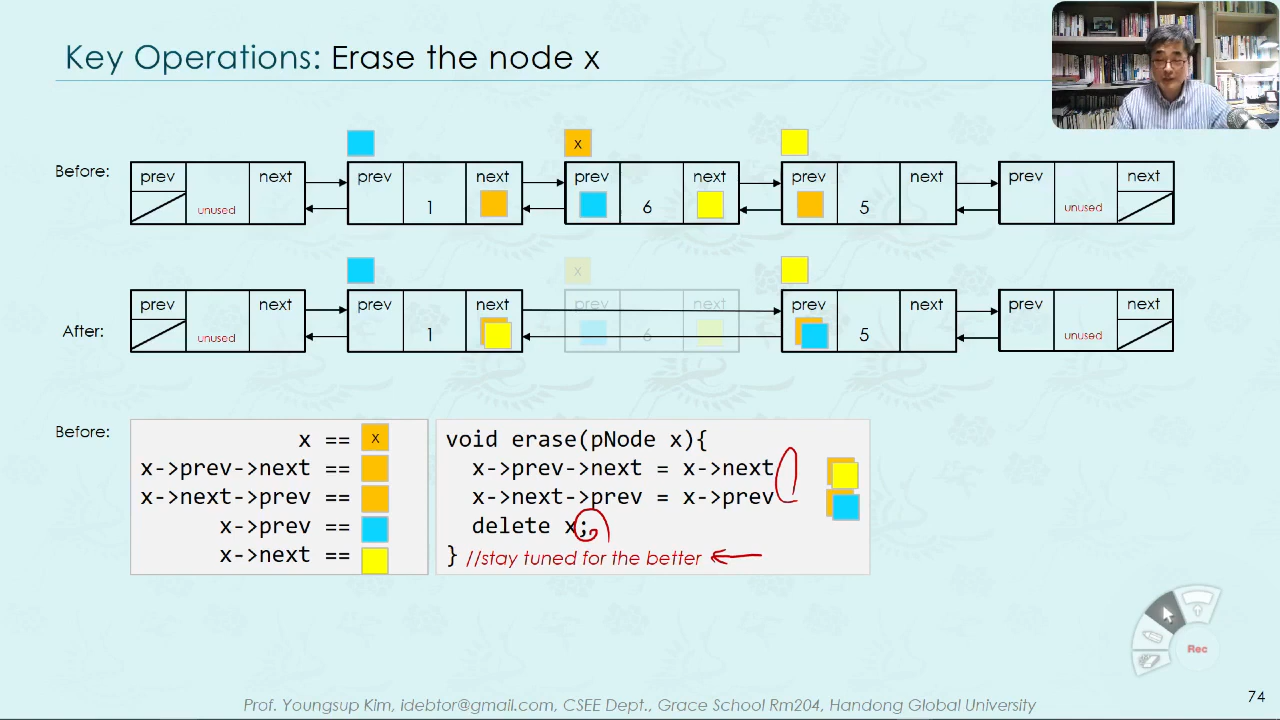 Key Operations: Erase the node x
x
Before: prev next prev next prev next prev next prev next
unused 1 6 5 unused
x
After: prev next prev next prev next prev next prev next
unused 1 6 5 unused
Before:
x == x
x->prev->next ==
x->next->prev ==
x->prev ==
x->next ==
void erase(pNode x){
x->prev->next = x->next
x->next->prev = x->prev
delete x;
} //stay tuned for the better
Rec
Prof. Youngsup Kim, idebtor@gmail.com, CSEE Dept., Grace School Rm204, Handong Global University
74